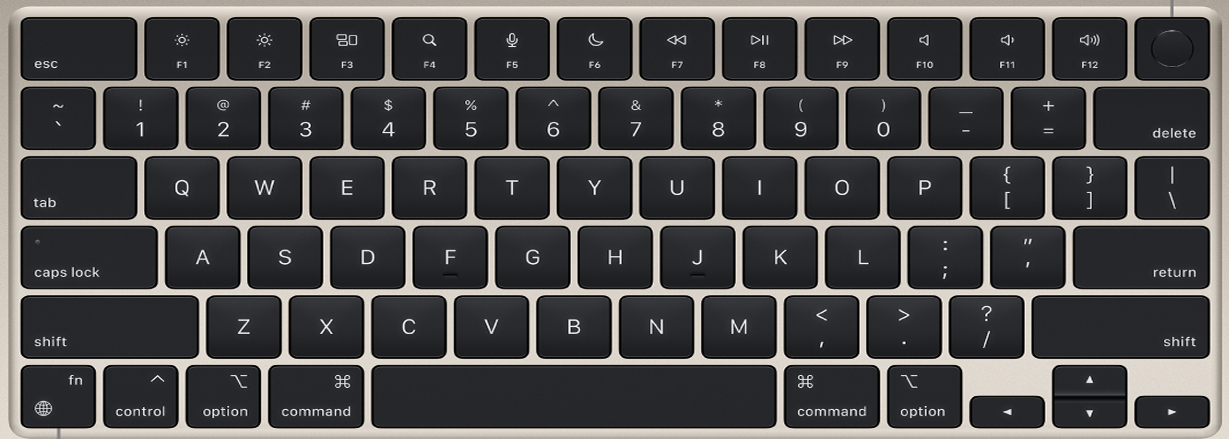 esc F1 F2 F3 F4 F5 F6 F7 F8 F9 F10 F11 F12
~ ! @ # $ % ^ & * ( ) _ +
` 1 2 3 4 5 6 7 8 9 0 - = delete
tab Q W E R T Y U I O P { [ } ] | \
caps lock A S D F G H J K L : ; " ' return
shift Z X C V B N M < , > . ? / shift
fn ^ ⌥ ⌘ ⌘ ⌥ ▲
control option command command option ◄ ▼ ►